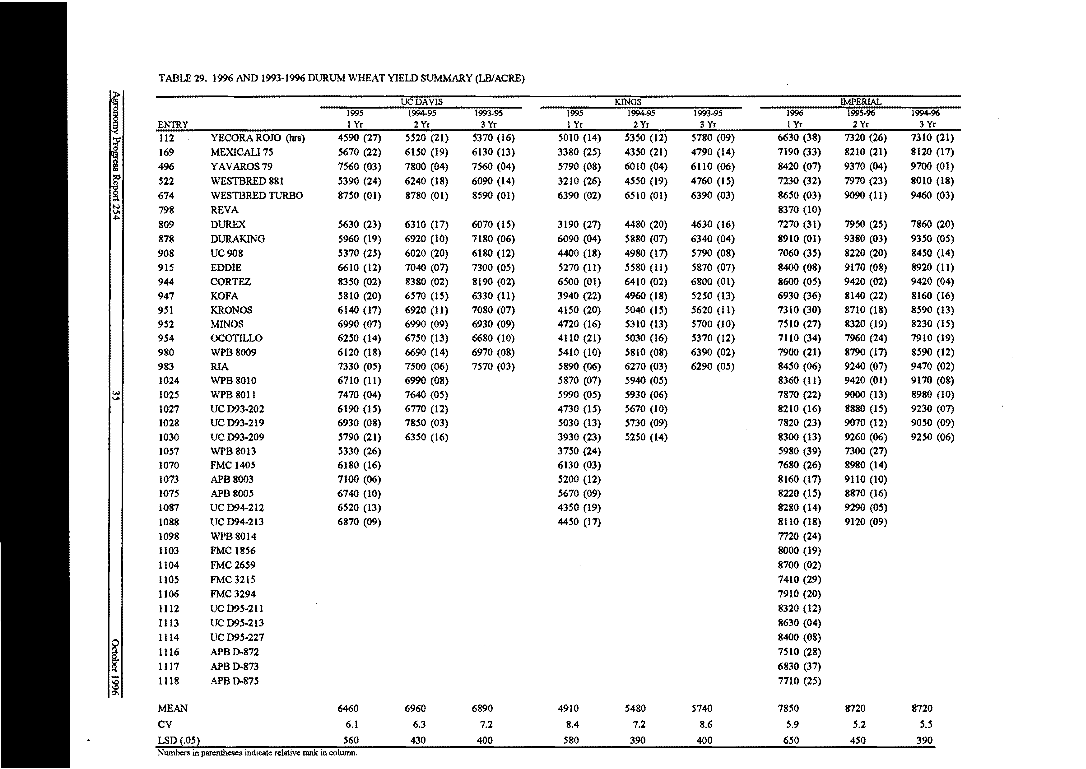 TABLE 29. 1996 AND 1993-1996 DURUM WHEAT YIELD SUMMARY (LB/ACRE)
UC DAVIS KINGS IMPERIAL
1995 1994-95 1993-95 1995 1994-95 1993-95 1996 1995-96 1994-96
ENTRY 1 Yr 2 Yr 3 Yr 1 Yr 2 Yr 3 Yr 1 Yr 2 Yr 3 Yr
112 YECORA ROJO (hrs) 4590 (27) 5520 (21) 5370 (16) 5010 (14) 5350 (12) 5780 (09) 6630 (38) 7320 (26) 7310 (21)
169 MEXICALI 75 5670 (22) 6150 (19) 6130 (13) 3380 (25) 4350 (21) 4790 (14) 7190 (33) 8210 (21) 8120 (17)
496 YAVAROS 79 7560 (03) 7800 (04) 7560 (04) 5790 (08) 6010 (04) 6110 (06) 8420 (07) 9370 (04) 9700 (01)
522 WESTBRED 881 5390 (24) 6240 (18) 6090 (14) 3210 (26) 4550 (19) 4760 (15) 7230 (32) 7970 (23) 8010 (18)
674 WESTBRED TURBO 8750 (01) 8780 (01) 8590 (01) 6390 (02) 6510 (01) 6390 (03) 8650 (03) 9090 (11) 9460 (03)
798 REVA 8370 (10)
809 DUREX 5630 (23) 6310 (17) 6070 (15) 3190 (27) 4480 (20) 4630 (16) 7270 (31) 7950 (25) 7860 (20)
878 DURAKING 5960 (19) 6920 (10) 7180 (06) 6090 (04) 5880 (07) 6340 (04) 8910 (01) 9380 (03) 9350 (05)
908 UC 908 5370 (25) 6020 (20) 6180 (12) 4400 (18) 4980 (17) 5790 (08) 7060 (35) 8220 (20) 8450 (14)
915 EDDIE 6610 (12) 7040 (07) 7300 (05) 5270 (11) 5580 (11) 5870 (07) 8400 (08) 9170 (08) 8920 (11)
944 CORTEZ 8350 (02) 8380 (02) 8190 (02) 6500 (01) 6410 (02) 6800 (01) 8600 (05) 9420 (02) 9420 (04)
947 KOFA 5810 (20) 6570 (15) 6330 (11) 3940 (22) 4960 (18) 5250 (13) 6930 (36) 8140 (22) 8160 (16)
951 KRONOS 6140 (17) 6920 (11) 7080 (07) 4150 (20) 5040 (15) 5620 (11) 7310 (30) 8710 (18) 8590 (13)
952 MINOS 6990 (07) 6990 (09) 6930 (09) 4720 (16) 5310 (13) 5700 (10) 7510 (27) 8320 (19) 8230 (15)
954 OCOTILLO 6250 (14) 6750 (13) 6680 (10) 4110 (21) 5030 (16) 5370 (12) 7110 (34) 7960 (24) 7910 (19)
980 WPB 8009 6120 (18) 6690 (14) 6970 (08) 5410 (10) 5810 (08) 6390 (02) 7900 (21) 8790 (17) 8590 (12)
983 RIA 7330 (05) 7500 (06) 7570 (03) 5890 (06) 6270 (03) 6290 (05) 8450 (06) 9240 (07) 9470 (02)
1024 WPB 8010 6710 (11) 6990 (08) 5870 (07) 5940 (05) 8360 (11) 9420 (01) 9170 (08)
1025 WPB 8011 7470 (04) 7640 (05) 5990 (05) 5930 (06) 7870 (22) 9000 (13) 8980 (10)
1027 UC D93-202 6190 (15) 6770 (12) 4730 (15) 5670 (10) 8210 (16) 8880 (15) 9230 (07)
1028 UC D93-219 6930 (08) 7850 (03) 5030 (13) 5730 (09) 7820 (23) 9070 (12) 9050 (09)
1030 UC D93-209 5790 (21) 6350 (16) 3930 (23) 5250 (14) 8300 (13) 9260 (06) 9250 (06)
1057 WPB 8013 5330 (26) 3750 (24) 5980 (39) 7300 (27)
1070 FMC 1405 6180 (16) 6130 (03) 7680 (26) 8980 (14)
1073 APB 8003 7100 (06) 5200 (12) 8160 (17) 9110 (10)
1075 APB 8005 6740 (10) 5670 (09) 8220 (15) 8870 (16)
1087 UC D94-212 6520 (13) 4350 (19) 8280 (14) 9290 (05)
1088 UC D94-213 6870 (09) 4450 (17) 8110 (18) 9120 (09)
1098 WPB 8014 7720 (24)
1103 FMC 1856 8000 (19)
1104 FMC 2659 8700 (02)
1105 FMC 3215 7410 (29)
1106 FMC 3294 7910 (20)
1112 UC D95-211 8320 (12)
1113 UC D95-213 8630 (04)
1114 UC D95-227 8400 (08)
1116 APB D-872 7510 (28)
1117 APB D-873 6830 (37)
1118 APB D-875 7710 (25)
MEAN 6460 6960 6890 4910 5480 5740 7850 8720 8720
CV 6.1 6.3 7.2 8.4 7.2 8.6 5.9 5.2 5.5
LSD (.05) 560 430 400 580 390 400 650 450 390
Numbers in parentheses indicate relative rank in column.
Agronomy Progress Report 254
35
October 1996